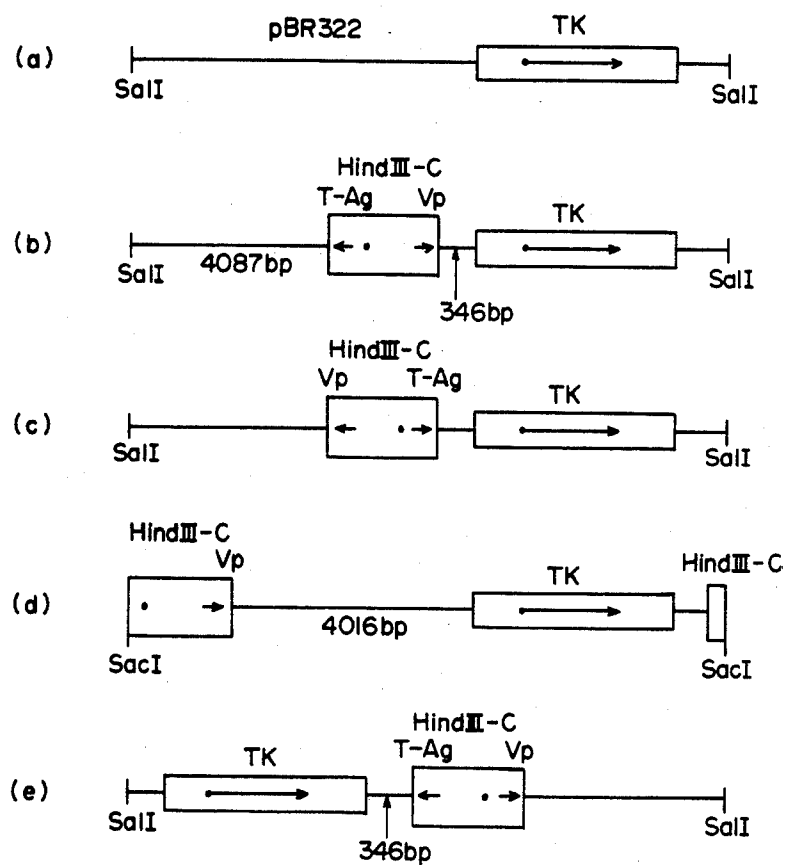 pBR322 TK
(a)
SalI SalI
HindIII-C
T-Ag Vp TK
(b)
SalI 4087bp SalI
346bp
HindIII-C
Vp T-Ag TK
(c)
SalI SalI
HindIII-C
Vp TK HindIII-C
(d)
4016bp
SacI SacI
HindIII-C
TK T-Ag Vp
(e)
SalI SalI
346bp